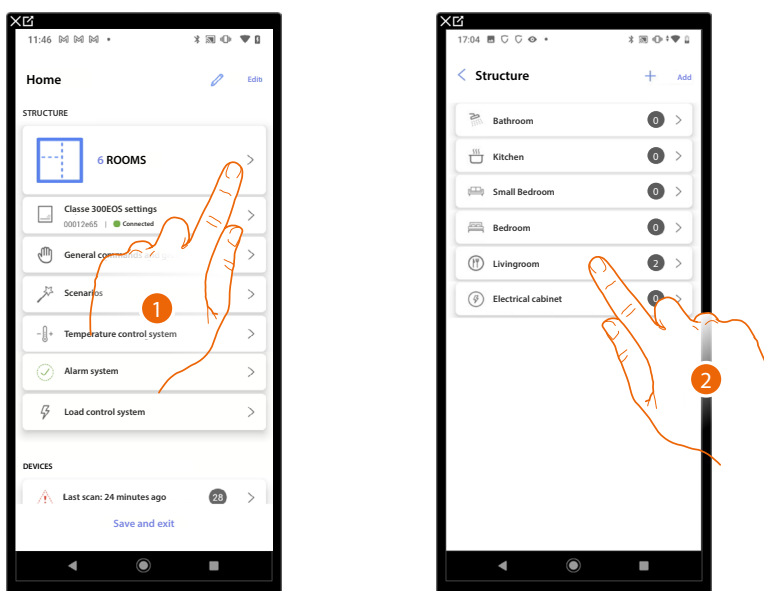 11:46
Home
Edit
STRUCTURE
6 ROOMS
Classe 300EOS settings
00012e65 | Connected
General com
Scenarios
1
Temperature control system
Alarm system
Load control system
DEVICES
Last scan: 24 minutes ago 28
Save and exit
17:04
Structure
Add
Bathroom 0
Kitchen 0
Small Bedroom 0
Bedroom 0
Livingroom 2
Electrical cabinet 0
2